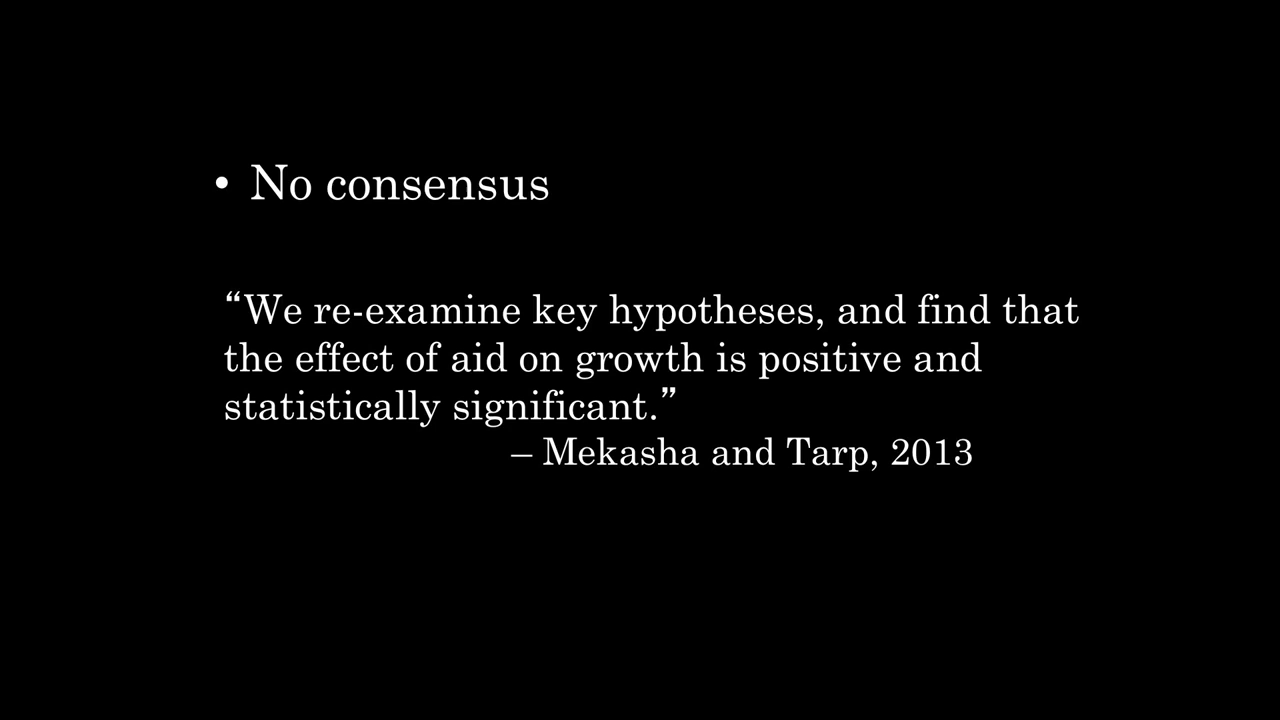 • No consensus
“We re-examine key hypotheses, and find that
the effect of aid on growth is positive and
statistically significant.”
– Mekasha and Tarp, 2013